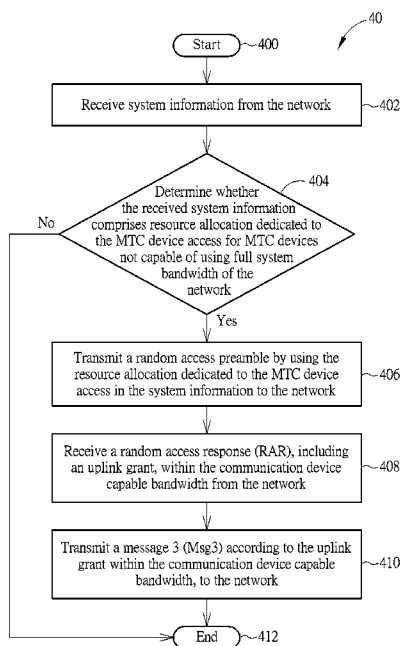 40
Start
400
Receive system information from the network
402
404
Determine whether
the received system information
comprises resource allocation dedicated to
the MTC device access for MTC devices
not capable of using full system
bandwidth of the
network
No
Yes
Transmit a random access preamble by using the
resource allocation dedicated to the MTC device
access in the system information to the network
406
Receive a random access response (RAR), including
an uplink grant, within the communication device
capable bandwidth from the network
408
Transmit a message 3 (Msg3) according to the uplink
grant within the communication device capable
bandwidth, to the network
410
End
412